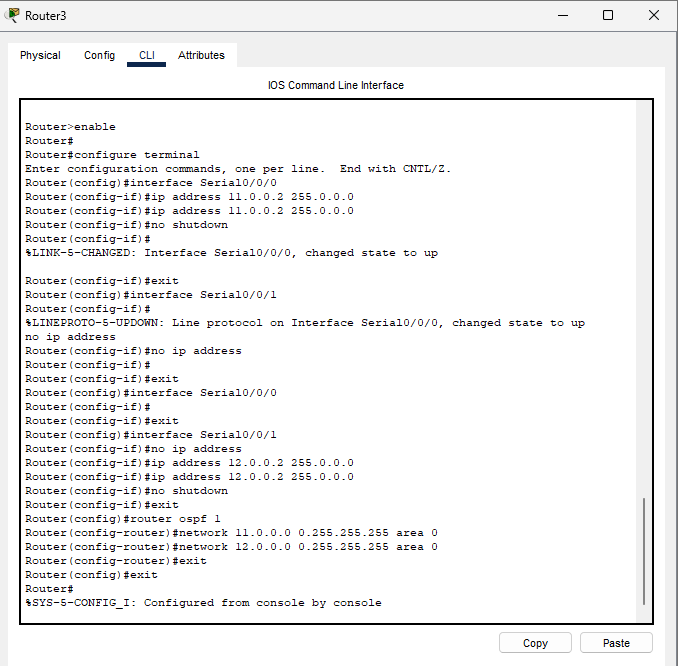 Router3
Physical Config CLI Attributes
IOS Command Line Interface
Router>enable
Router#
Router#configure terminal
Enter configuration commands, one per line.  End with CNTL/Z.
Router(config)#interface Serial0/0/0
Router(config-if)#ip address 11.0.0.2 255.0.0.0
Router(config-if)#ip address 11.0.0.2 255.0.0.0
Router(config-if)#no shutdown
Router(config-if)#
%LINK-5-CHANGED: Interface Serial0/0/0, changed state to up
Router(config-if)#exit
Router(config)#interface Serial0/0/1
Router(config-if)#
%LINEPROTO-5-UPDOWN: Line protocol on Interface Serial0/0/0, changed state to up
no ip address
Router(config-if)#no ip address
Router(config-if)#
Router(config-if)#exit
Router(config)#interface Serial0/0/0
Router(config-if)#
Router(config-if)#exit
Router(config)#interface Serial0/0/1
Router(config-if)#no ip address
Router(config-if)#ip address 12.0.0.2 255.0.0.0
Router(config-if)#ip address 12.0.0.2 255.0.0.0
Router(config-if)#no shutdown
Router(config-if)#exit
Router(config)#router ospf 1
Router(config-router)#network 11.0.0.0 0.255.255.255 area 0
Router(config-router)#network 12.0.0.0 0.255.255.255 area 0
Router(config-router)#exit
Router(config)#exit
Router#
%SYS-5-CONFIG_I: Configured from console by console
Copy Paste